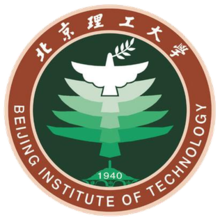 北京理工大学
1940
BEIJING INSTITUTE OF TECHNOLOGY